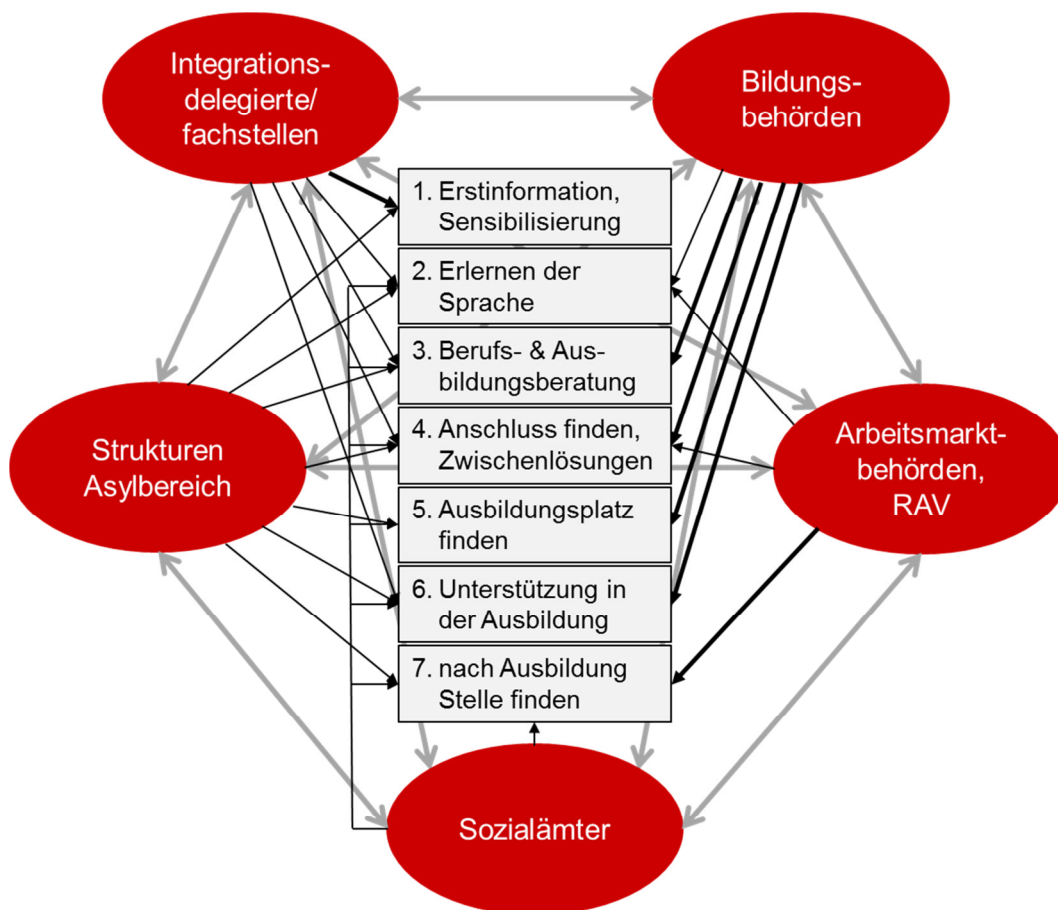 Integrations-
delegierte/
fachstellen
Bildungs-
behörden
1. Erstinformation,
Sensibilisierung
2. Erlernen der
Sprache
3. Berufs- & Aus-
bildungsberatung
4. Anschluss finden,
Zwischenlösungen
5. Ausbildungsplatz
finden
6. Unterstützung in
der Ausbildung
7. nach Ausbildung
Stelle finden
Strukturen
Asylbereich
Arbeitsmarkt-
behörden,
RAV
Sozialämter